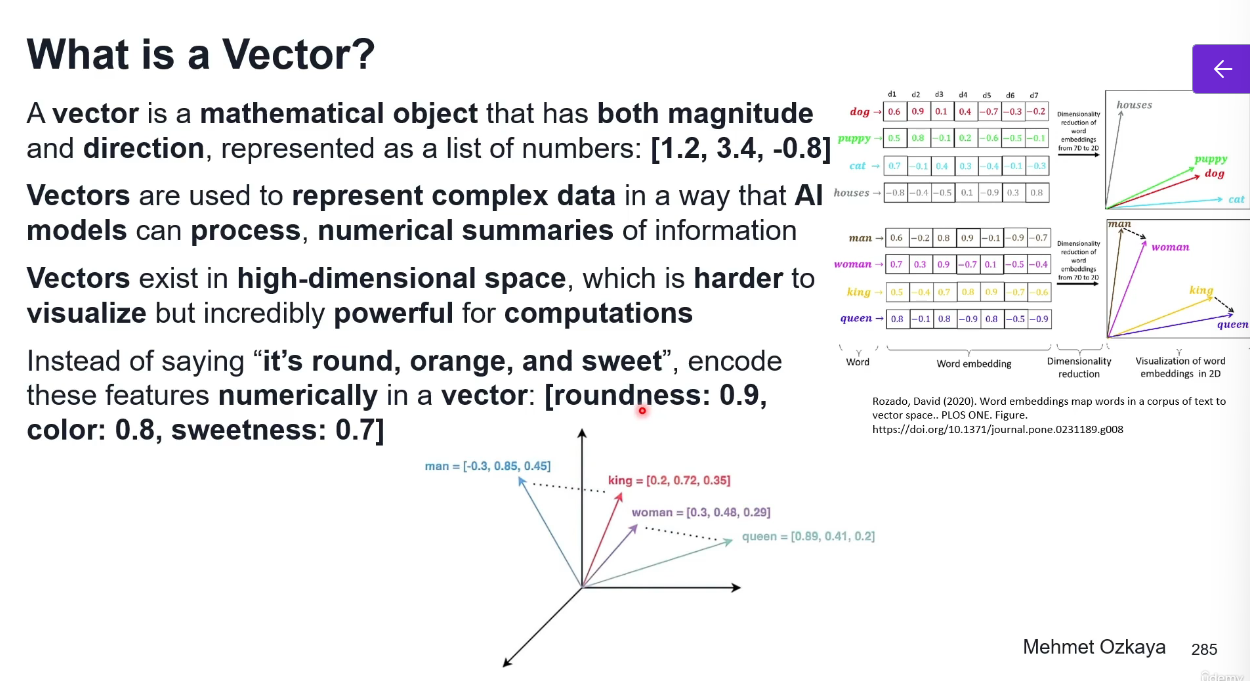 What is a Vector?
A vector is a mathematical object that has both magnitude
and direction, represented as a list of numbers: [1.2, 3.4, -0.8]
Vectors are used to represent complex data in a way that AI
models can process, numerical summaries of information
Vectors exist in high-dimensional space, which is harder to
visualize but incredibly powerful for computations
Instead of saying “it’s round, orange, and sweet”, encode
these features numerically in a vector: [roundness: 0.9,
color: 0.8, sweetness: 0.7]
d1 d2 d3 d4 d5 d6 d7
dog → 0.6 0.9 0.1 0.4 −0.7 −0.3 −0.2
puppy → 0.5 0.8 −0.1 0.2 −0.6 −0.5 −0.1
cat → 0.7 −0.1 0.4 0.3 −0.4 −0.1 −0.3
houses → −0.8 −0.4 −0.5 0.1 −0.9 0.3 0.8
Dimensionality
reduction of
word
embeddings
from 7D to 2D
houses
puppy
dog
cat
man → 0.6 −0.2 0.8 0.9 −0.1 −0.9 −0.7
woman → 0.7 0.3 0.9 −0.7 0.1 −0.5 −0.4
king → 0.5 −0.4 0.7 0.8 0.9 −0.7 −0.6
queen → 0.8 −0.1 0.8 −0.9 0.8 −0.5 −0.9
Dimensionality
reduction of
word
embeddings
from 7D to 2D
man
woman
king
queen
Word
Word embedding
Dimensionality
reduction
Visualization of word
embeddings in 2D
Rozado, David (2020). Word embeddings map words in a corpus of text to
vector space.. PLOS ONE. Figure.
https://doi.org/10.1371/journal.pone.0231189.g008
man = [-0.3, 0.85, 0.45]
king = [0.2, 0.72, 0.35]
woman = [0.3, 0.48, 0.29]
queen = [0.89, 0.41, 0.2]
Mehmet Ozkaya 285
Udemy